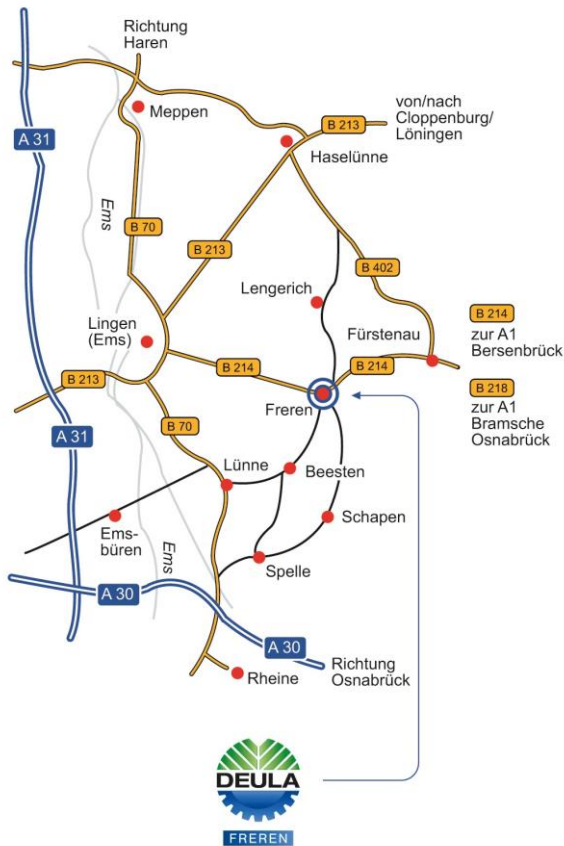 Richtung
Haren
A 31
Meppen
B 213
von/nach
Cloppenburg/
Löningen
Haselünne
Ems
B 70
B 213
B 402
Lengerich
B 214
zur A1
Bersenbrück
Lingen
(Ems)
Fürstenau
B 213
B 214
B 214
B 218
zur A1
Bramsche
Osnabrück
Freren
A 31
B 70
Lünne
Beesten
Schapen
Ems-
büren
Ems
Spelle
A 30
A 30
Rheine
Richtung
Osnabrück
DEULA
FREREN